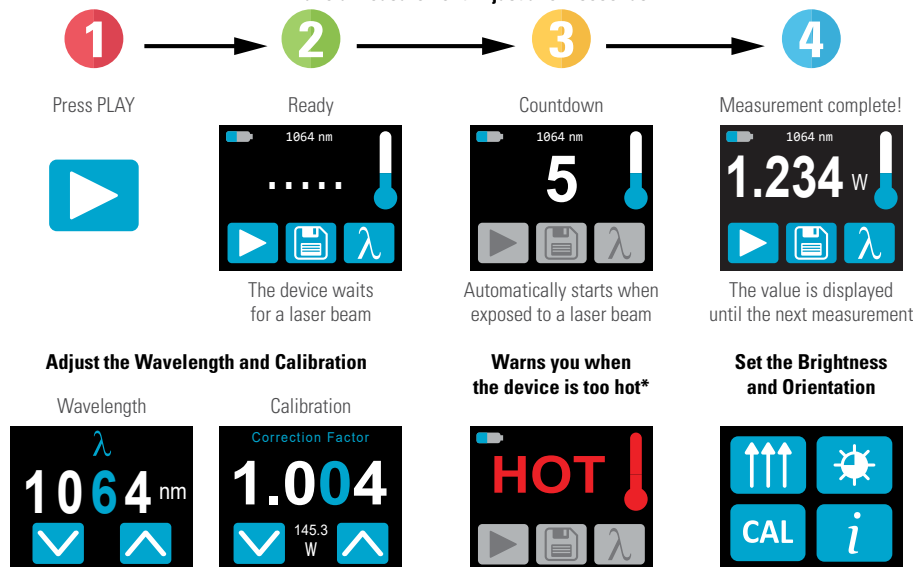 1
2
3
4
Press PLAY
Ready
Countdown
Measurement complete!
1064 nm
.....
1064 nm
5
1064 nm
1.234 W
λ
λ
λ
The device waits
for a laser beam
Automatically starts when
exposed to a laser beam
The value is displayed
until the next measurement
Adjust the Wavelength and Calibration
Warns you when
the device is too hot*
Set the Brightness
and Orientation
Wavelength
Calibration
λ
1064 nm
Correction Factor
1.004
145.3
W
HOT
λ
CAL
i